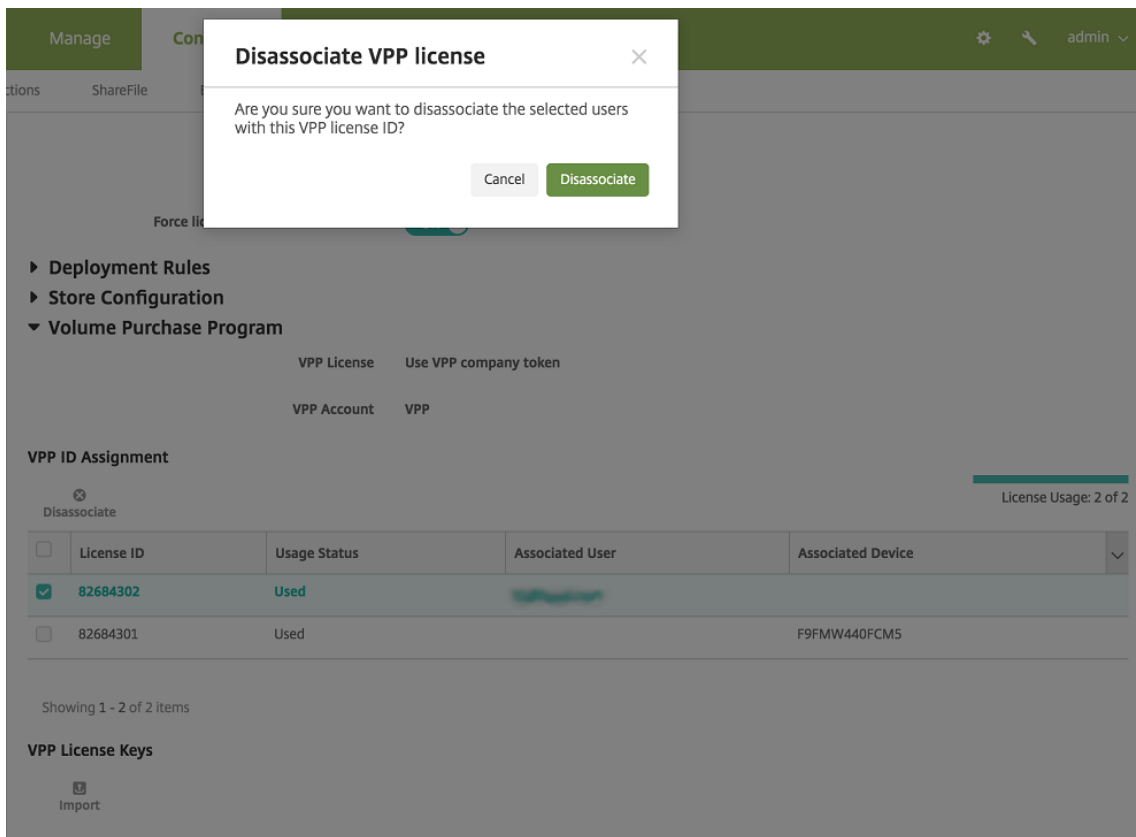 Manage
Con
admin
ctions
ShareFile
Disassociate VPP license
Are you sure you want to disassociate the selected users
with this VPP license ID?
Cancel
Disassociate
Force lic
Deployment Rules
Store Configuration
Volume Purchase Program
VPP License Use VPP company token
VPP Account VPP
VPP ID Assignment
Disassociate
License Usage: 2 of 2
License ID Usage Status Associated User Associated Device
82684302 Used
82684301 Used F9FMW440FCM5
Showing 1 - 2 of 2 items
VPP License Keys
Import